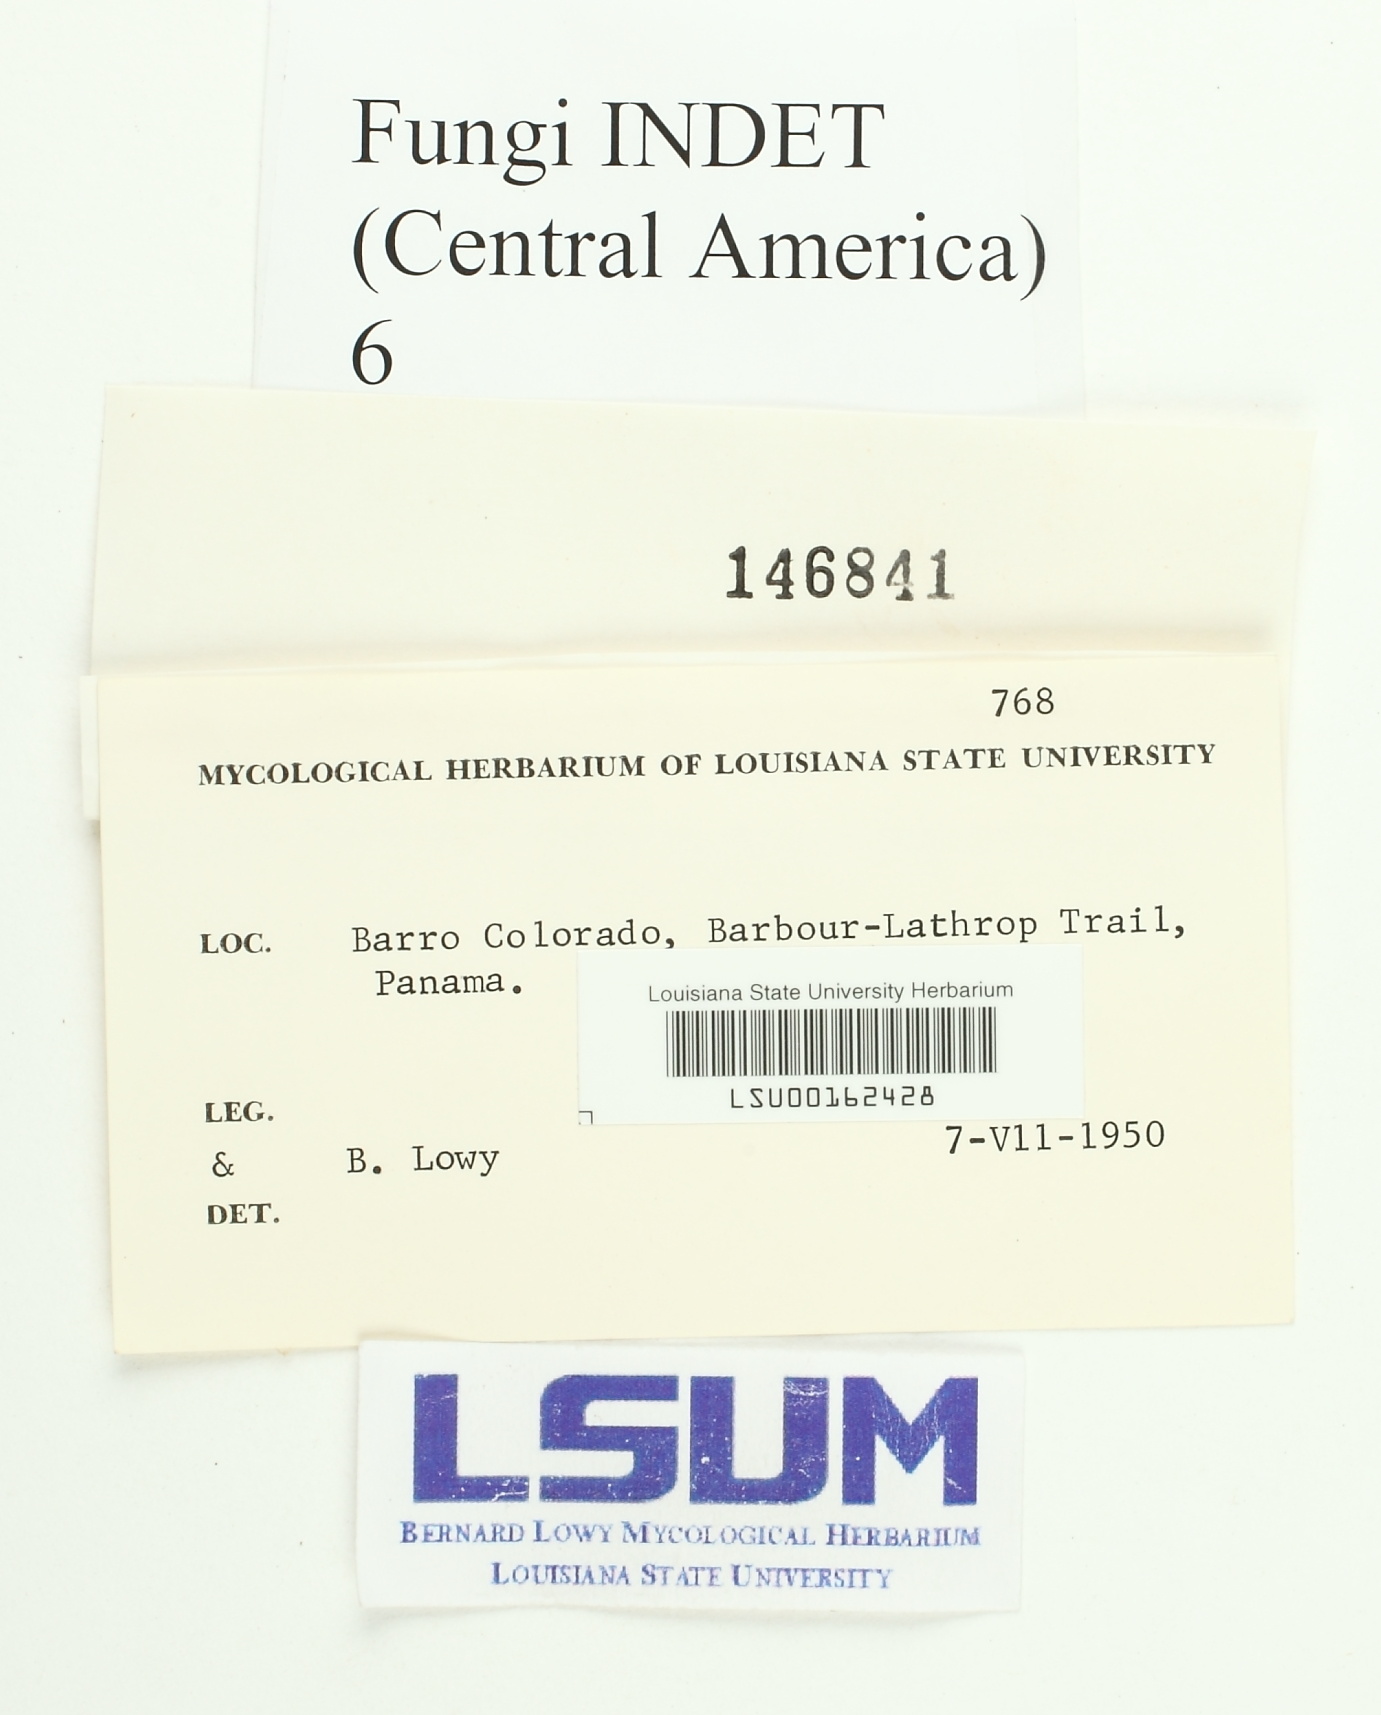 Fungi INDET
(Central America)
6
146841
768
MYCOLOGICAL HERBARIUM OF LOUISIANA STATE UNIVERSITY
LOC. Barro Colorado, Barbour-Lathrop Trail,
Panama.
Louisiana State University Herbarium
LSU00162428
LEG.
7-V11-1950
& B. Lowy
DET.
LSUM
BERNARD LOWY MYCOLOGICAL HERBARIUM
LOUISIANA STATE UNIVERSITY